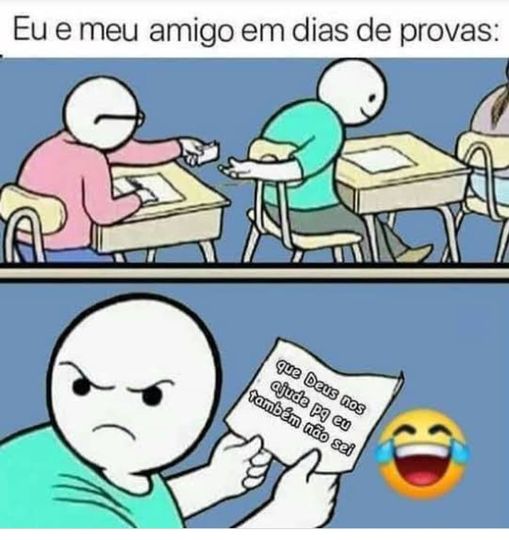 Eu e meu amigo em dias de provas:
que Deus nos
ajude pq eu
também não sei